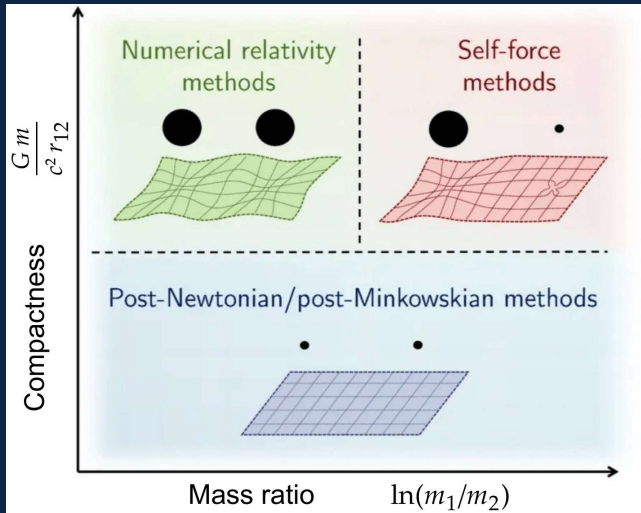 Numerical relativity
methods
Self-force
methods
G m
c² r₁₂
Compactness
Post-Newtonian/post-Minkowskian methods
Mass ratio ln(m₁/m₂)